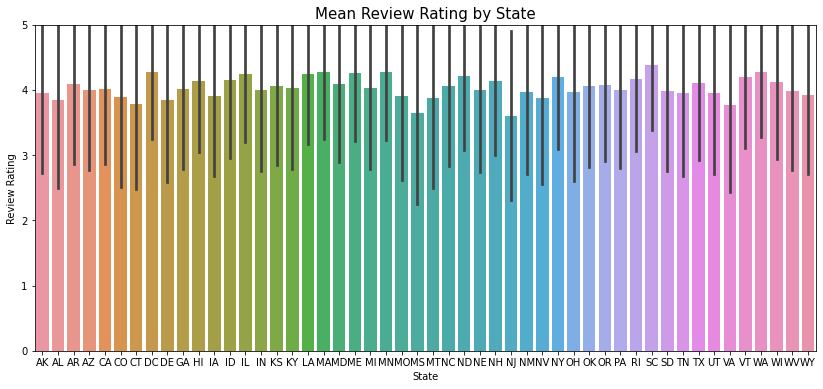 Mean Review Rating by State
5
4
3
2
1
0
Review Rating
AK AL AR AZ CA CO CT DC DE GA HI IA ID IL IN KS KY LA MA MD ME MI MN MO MS MT NC ND NE NH NJ NM NV NY OH OK OR PA RI SC SD TN TX UT VA WA WI WV WY
State